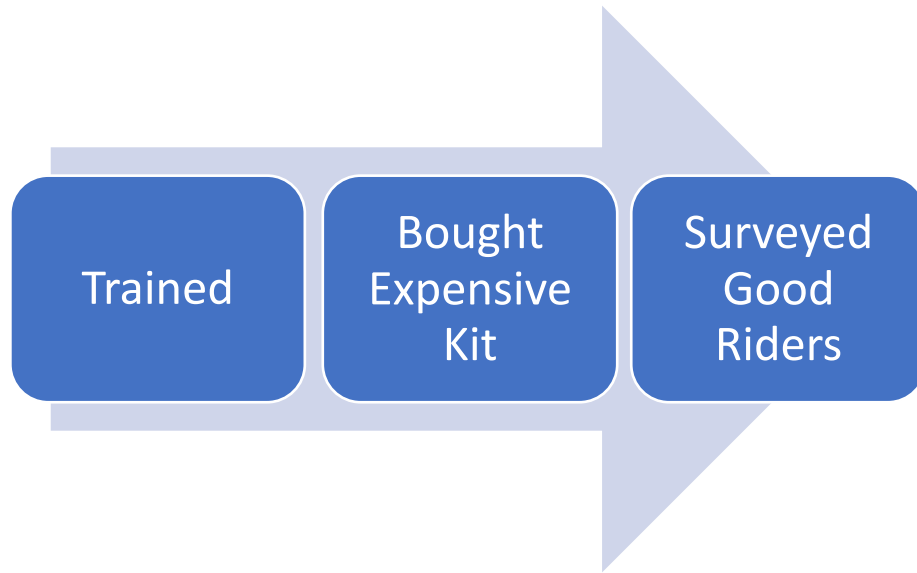 Trained
Bought
Expensive
Kit
Surveyed
Good
Riders